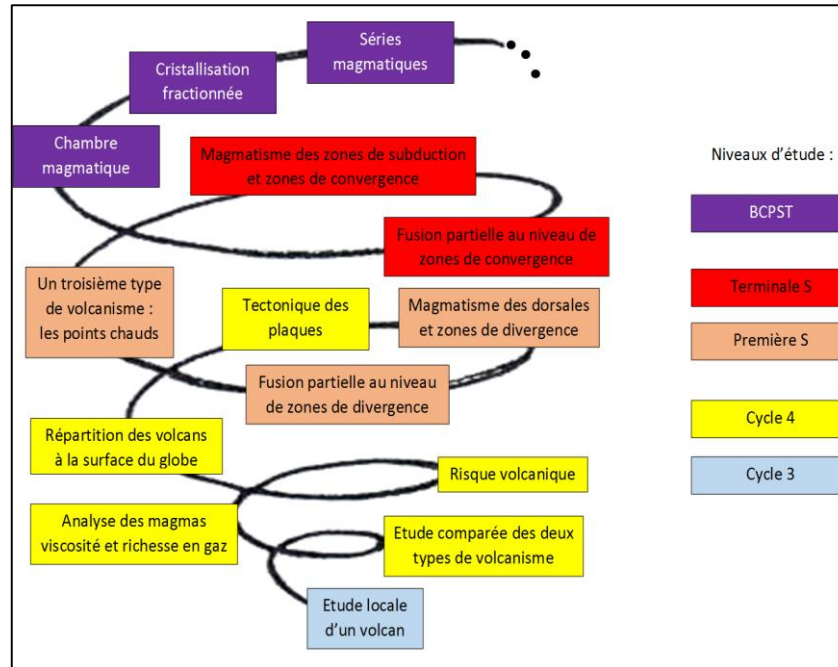 Séries
magmatiques
Cristallisation
fractionnée
Chambre
magmatique
Magmatisme des zones de subduction
et zones de convergence
Fusion partielle au niveau de
zones de convergence
Un troisième type
de volcanisme :
les points chauds
Tectonique des
plaques
Magmatisme des dorsales
et zones de divergence
Fusion partielle au niveau
de zones de divergence
Répartition des volcans
à la surface du globe
Risque volcanique
Analyse des magmas
viscosité et richesse en gaz
Etude comparée des deux
types de volcanisme
Etude locale
d'un volcan
Niveaux d'étude :
BCPST
Terminale S
Première S
Cycle 4
Cycle 3